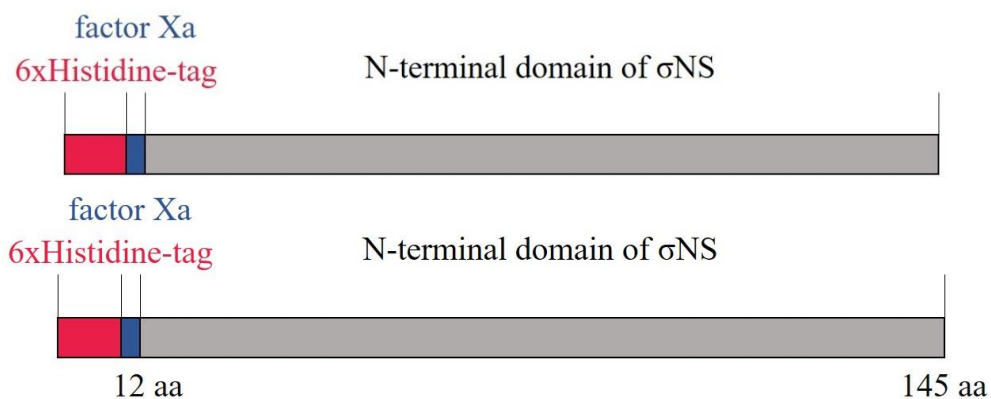 factor Xa
6xHistidine-tag N-terminal domain of σNS
factor Xa
6xHistidine-tag N-terminal domain of σNS
12 aa 145 aa